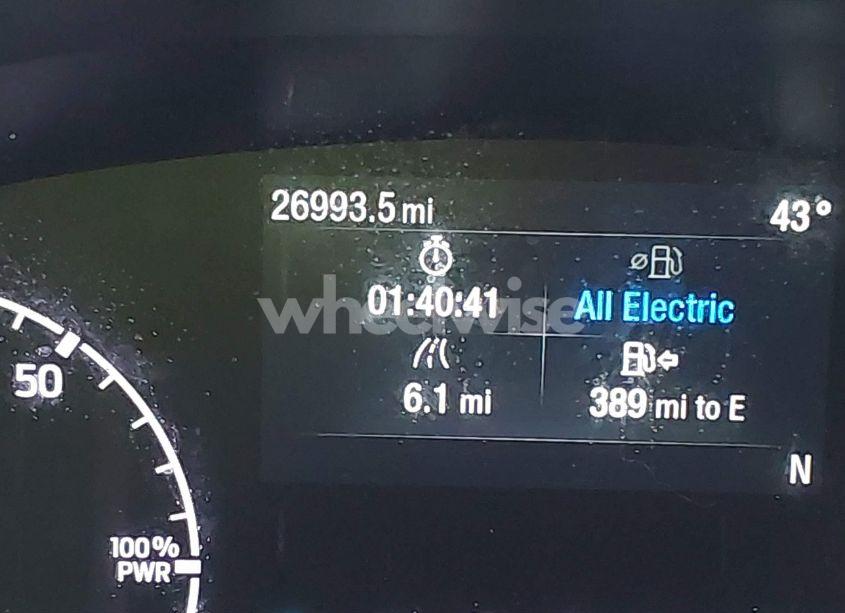 26993.5 mi 43°
01:40:41 All Electric
wheelwise
50
6.1 mi 389 mi to E
N
100%
PWR